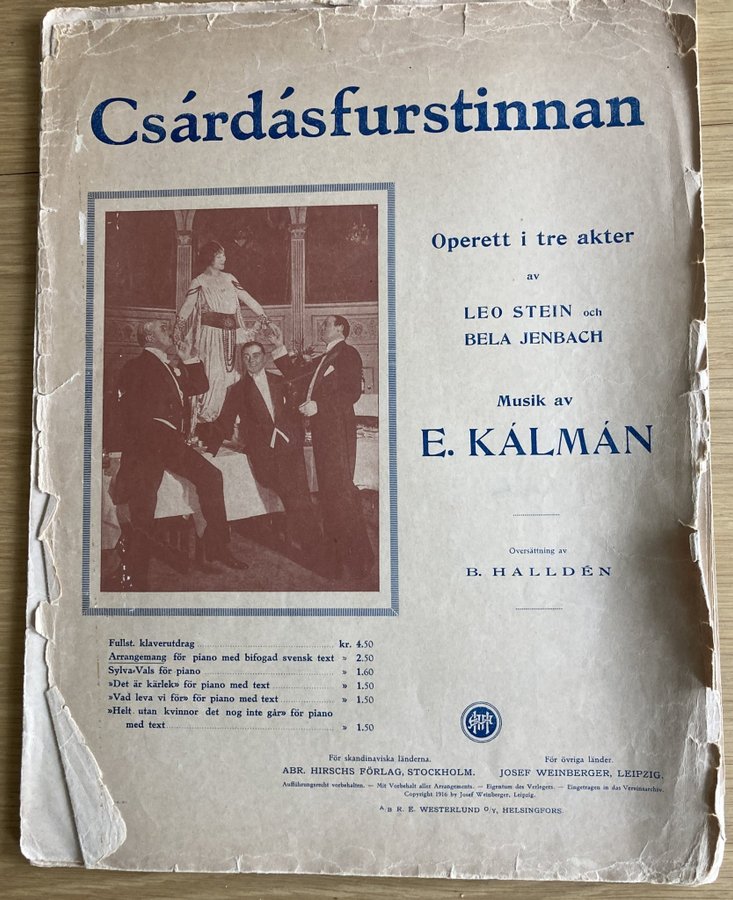 Csárdásfurstinnan
Operett i tre akter
av
LEO STEIN och
BELA JENBACH
Musik av
E. KÁLMÁN
Översättning av
B. HALLDÉN
Fullst. klaverutdrag kr. 4.50
Arrangemang för piano med bifogad svensk text » 2.50
Sylva-Vals för piano » 1.60
»Det är kärlek» för piano med text » 1.50
»Vad leva vi för» för piano med text » 1.50
»Helt utan kvinnor det nog inte går» för piano
med text » 1.50
För skandinaviska länderna.
ABR. HIRSCHS FÖRLAG, STOCKHOLM.
För övriga länder.
JOSEF WEINBERGER, LEIPZIG,
Aufführungsrecht vorbehalten. — Mit Vorbehalt aller Arrangements. — Eigentum des Verlegers. — Eingetragen in das Vereinsarchiv.
Copyright 1916 by Josef Weinberger, Leipzig.
A.B R. E. WESTERLUND O/Y, HELSINGFORS.